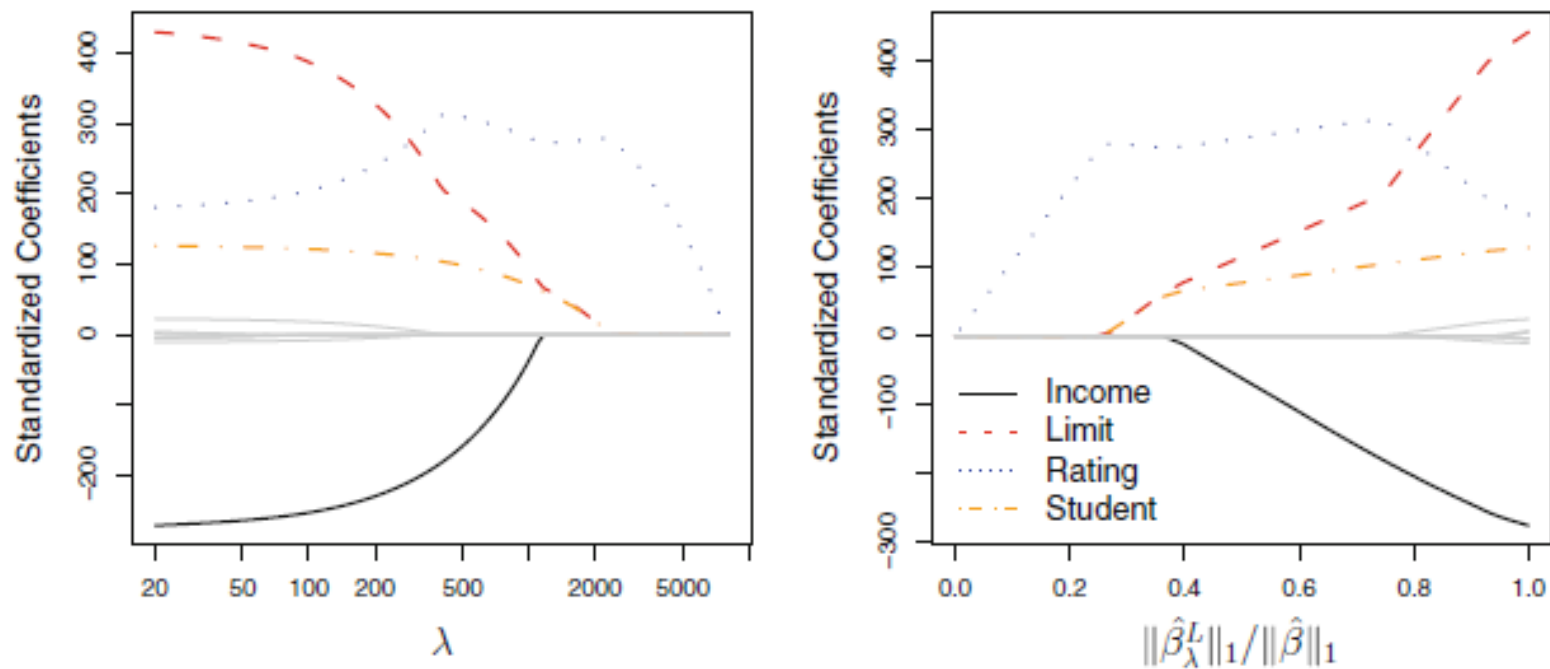 Standardized Coefficients
400
300
200
100
0
-200
20 50 100 200 500 2000 5000
λ
Standardized Coefficients
400
300
200
100
0
-100
-300
Income
Limit
Rating
Student
0.0 0.2 0.4 0.6 0.8 1.0
‖β̂λᴸ‖₁/‖β̂‖₁